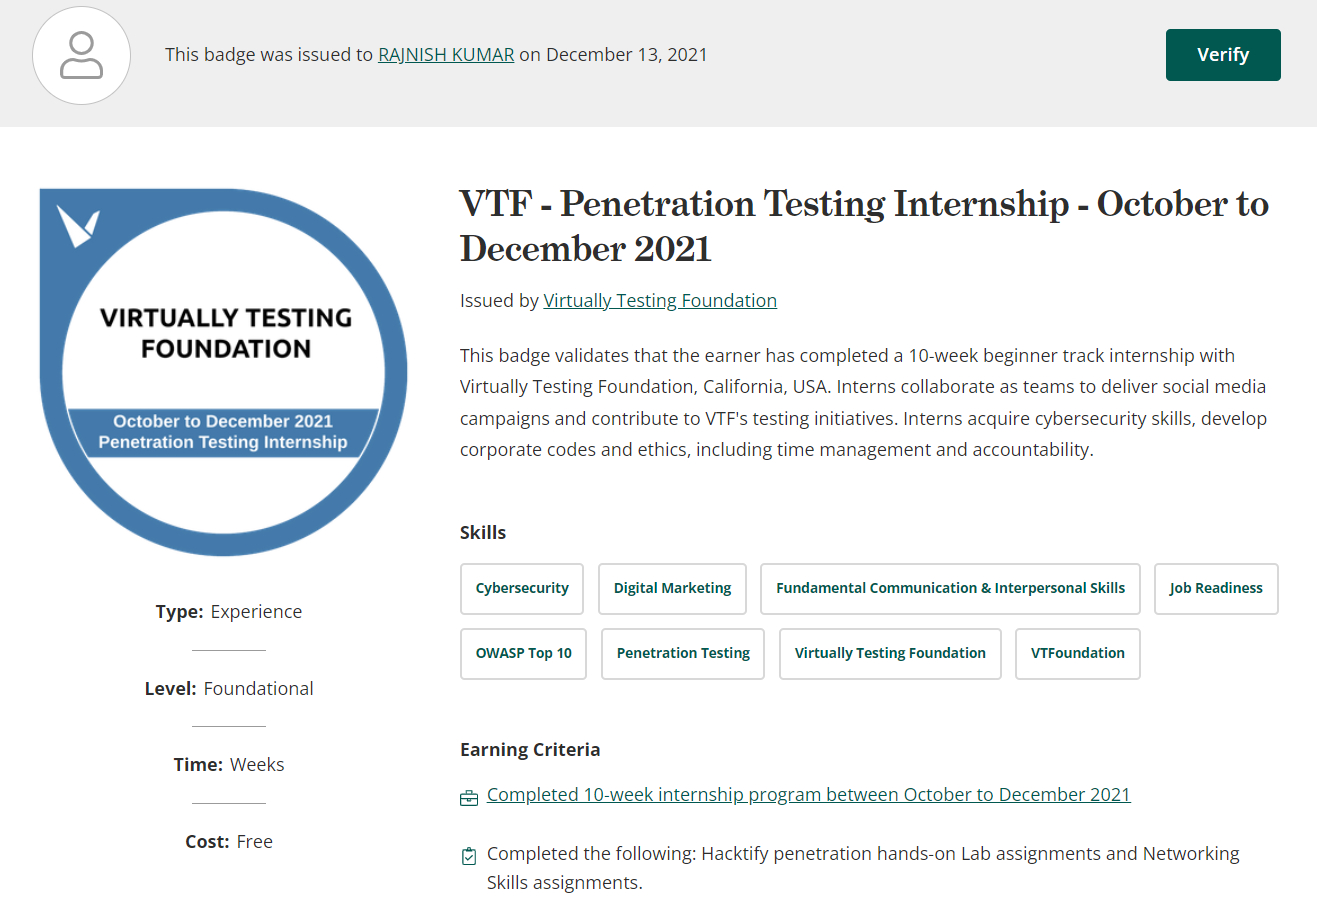 This badge was issued to RAJNISH KUMAR on December 13, 2021
Verify
VIRTUALLY TESTING
FOUNDATION
October to December 2021
Penetration Testing Internship
Type: Experience
Level: Foundational
Time: Weeks
Cost: Free
VTF - Penetration Testing Internship - October to
December 2021
Issued by Virtually Testing Foundation
This badge validates that the earner has completed a 10-week beginner track internship with
Virtually Testing Foundation, California, USA. Interns collaborate as teams to deliver social media
campaigns and contribute to VTF's testing initiatives. Interns acquire cybersecurity skills, develop
corporate codes and ethics, including time management and accountability.
Skills
Cybersecurity
Digital Marketing
Fundamental Communication & Interpersonal Skills
Job Readiness
OWASP Top 10
Penetration Testing
Virtually Testing Foundation
VTFoundation
Earning Criteria
Completed 10-week internship program between October to December 2021
Completed the following: Hacktify penetration hands-on Lab assignments and Networking
Skills assignments.